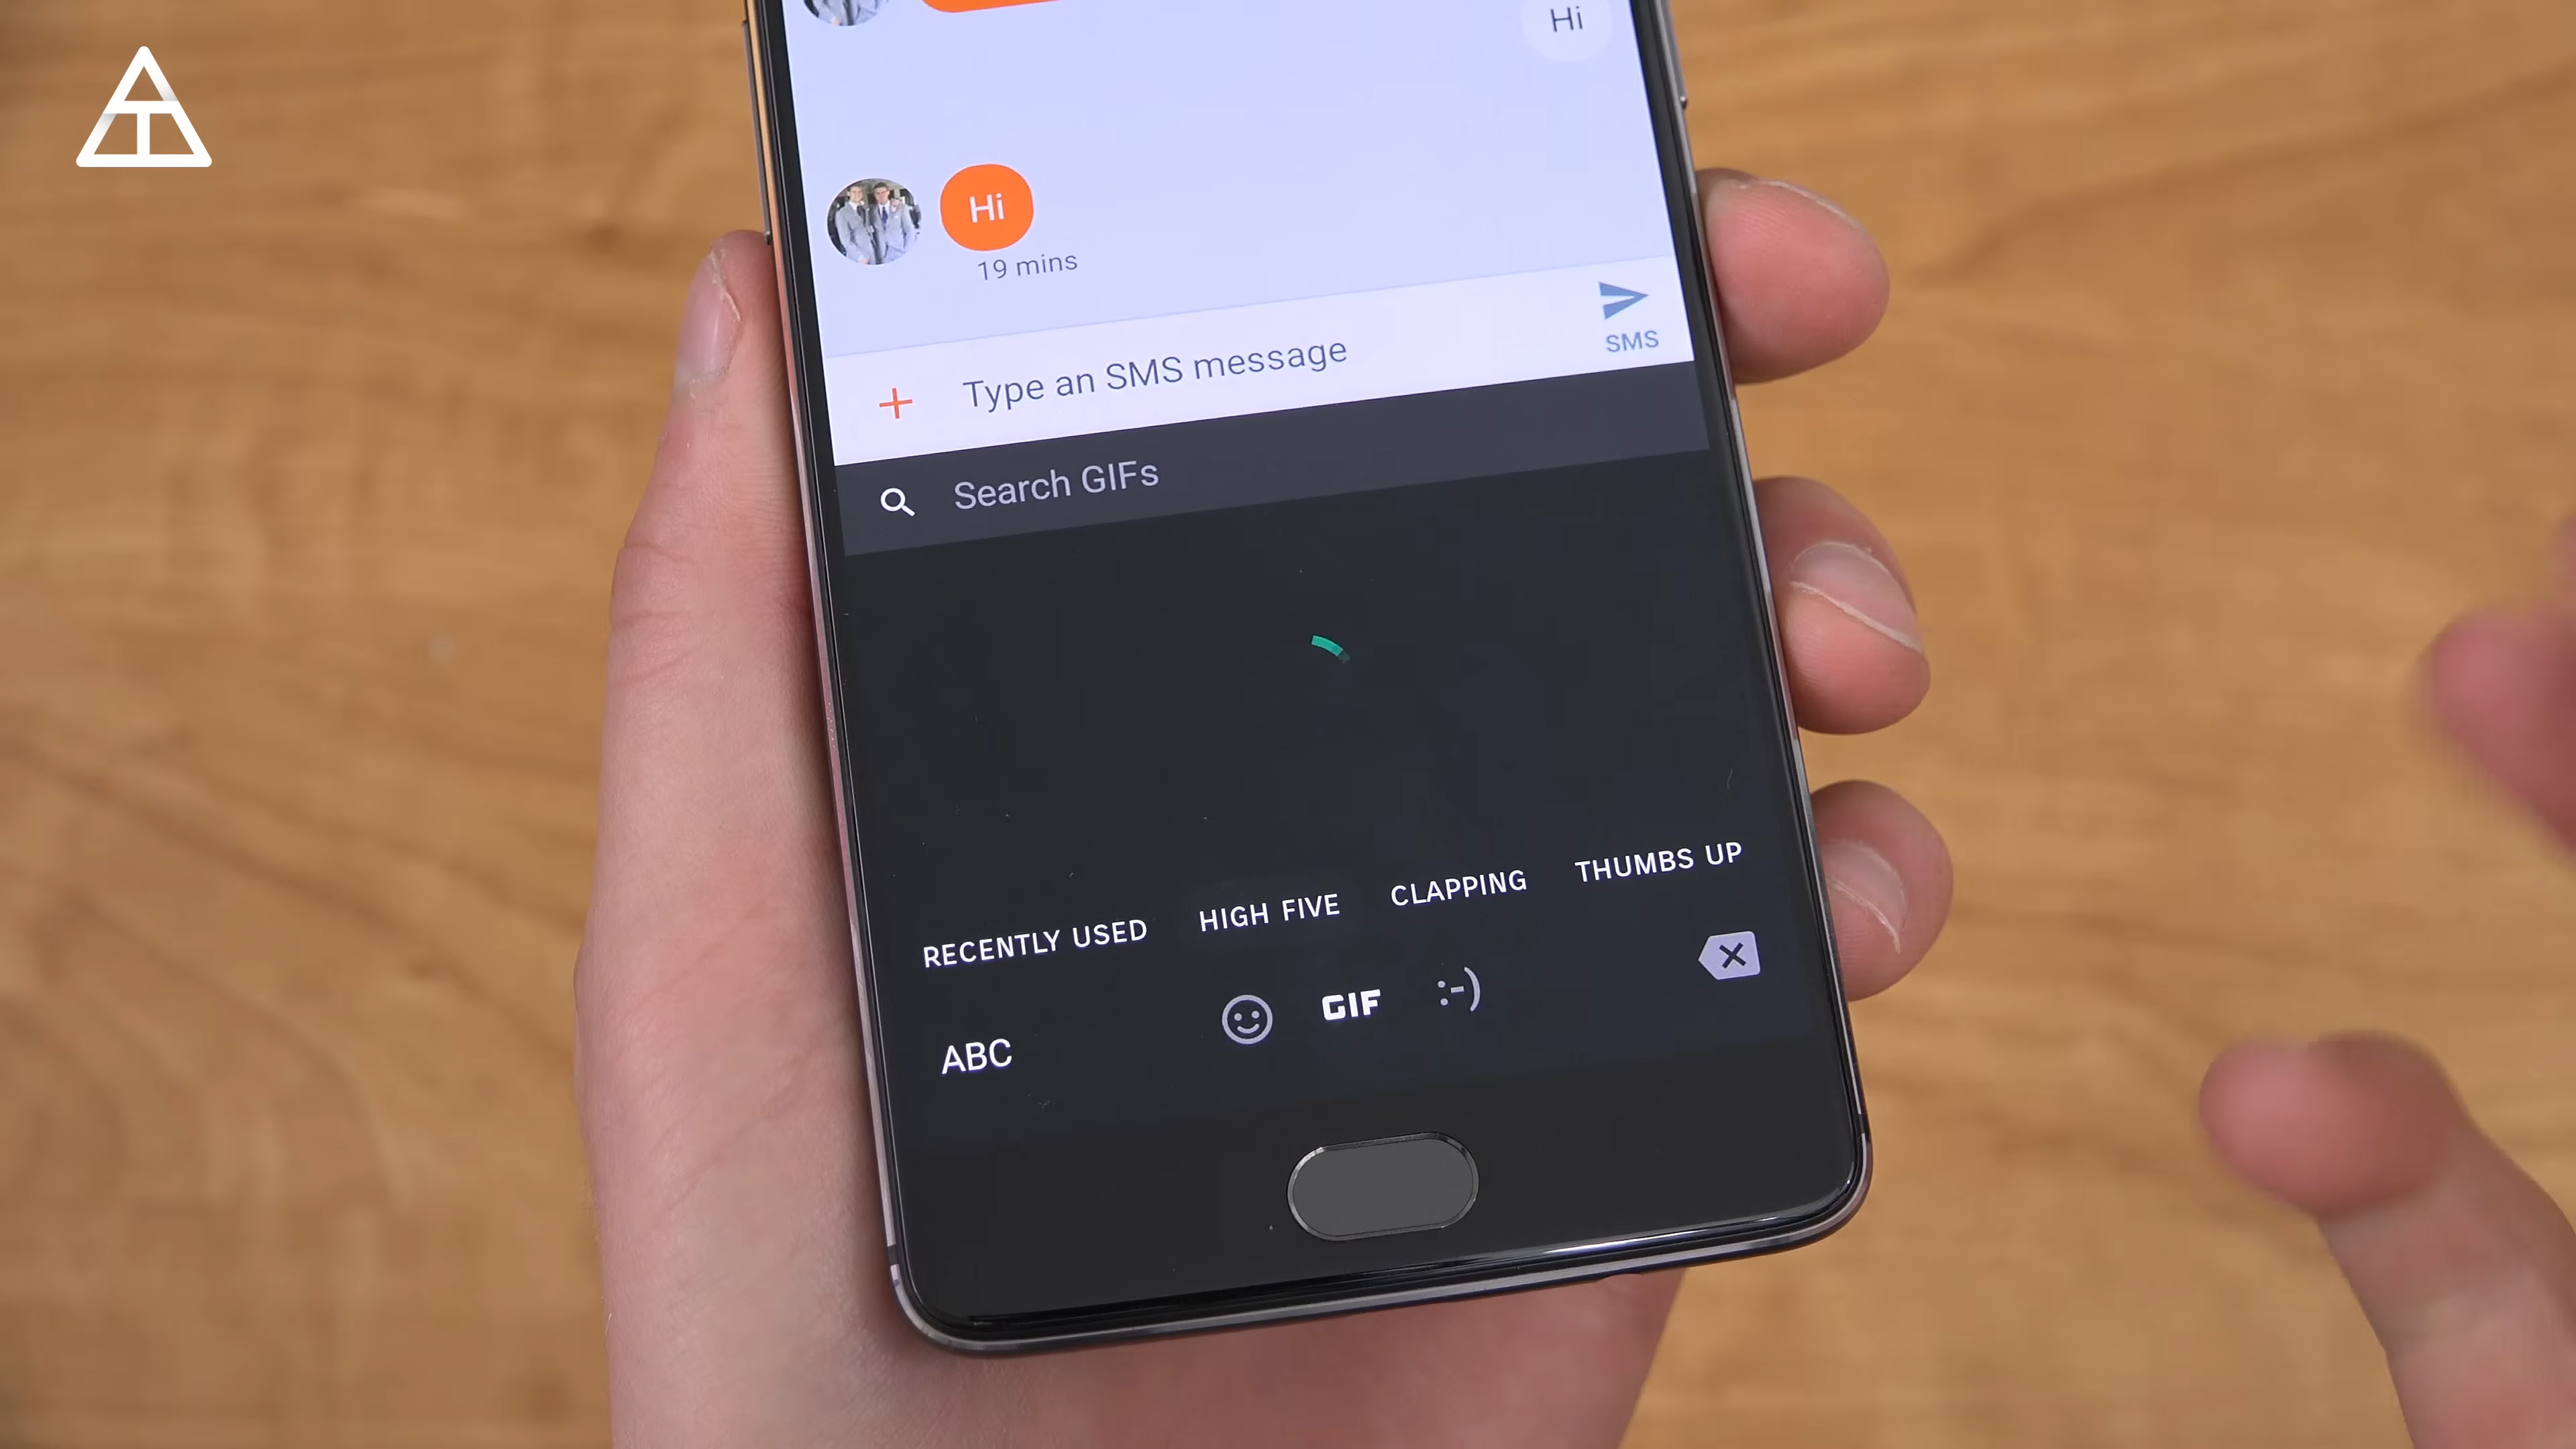 Hi
Hi
19 mins
Type an SMS message
SMS
Search GIFs
RECENTLY USED HIGH FIVE CLAPPING THUMBS UP
ABC GIF :-)